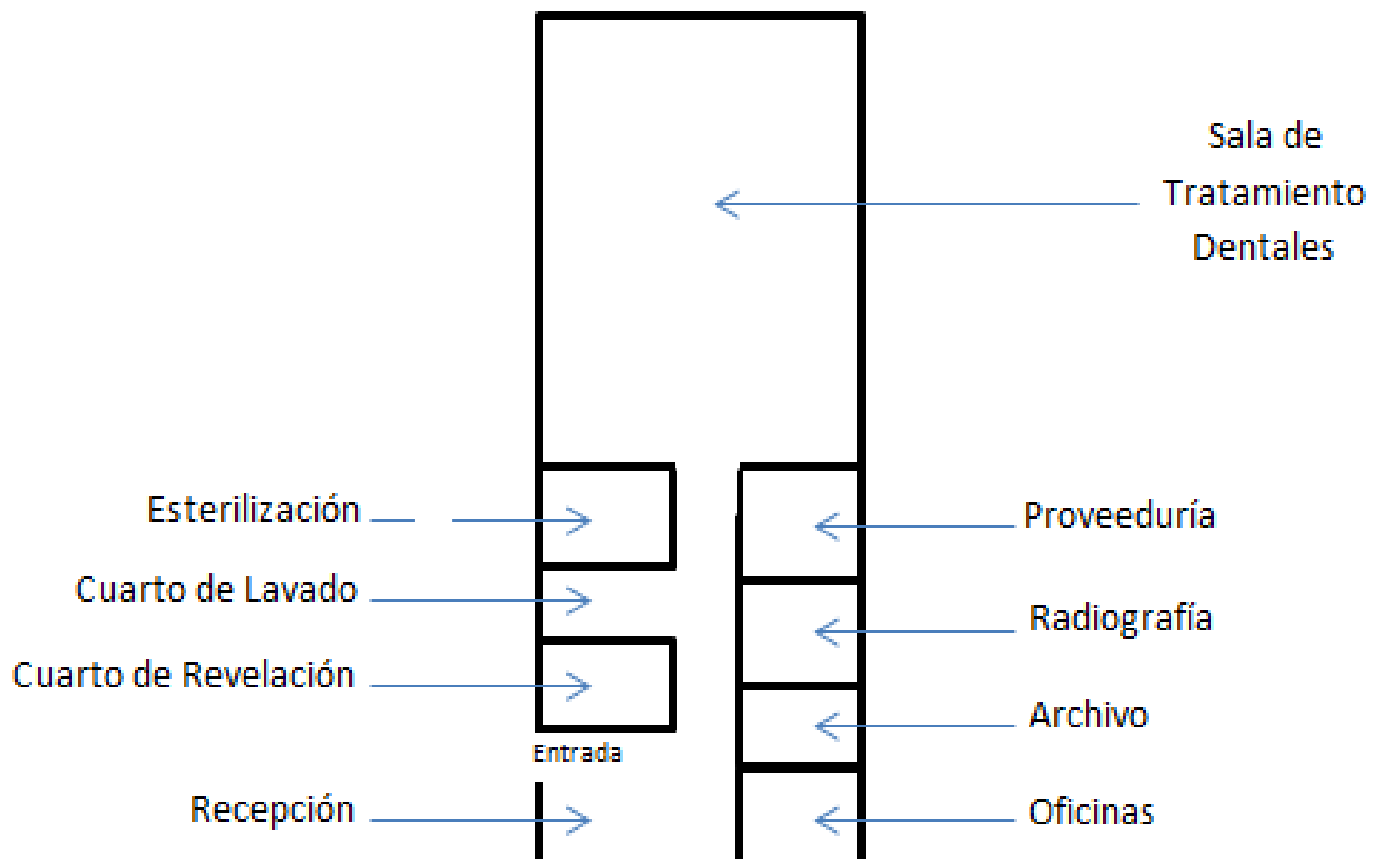 Sala de
Tratamiento
Dentales
Esterilización
Proveeduría
Cuarto de Lavado
Radiografía
Cuarto de Revelación
Archivo
Entrada
Recepción
Oficinas